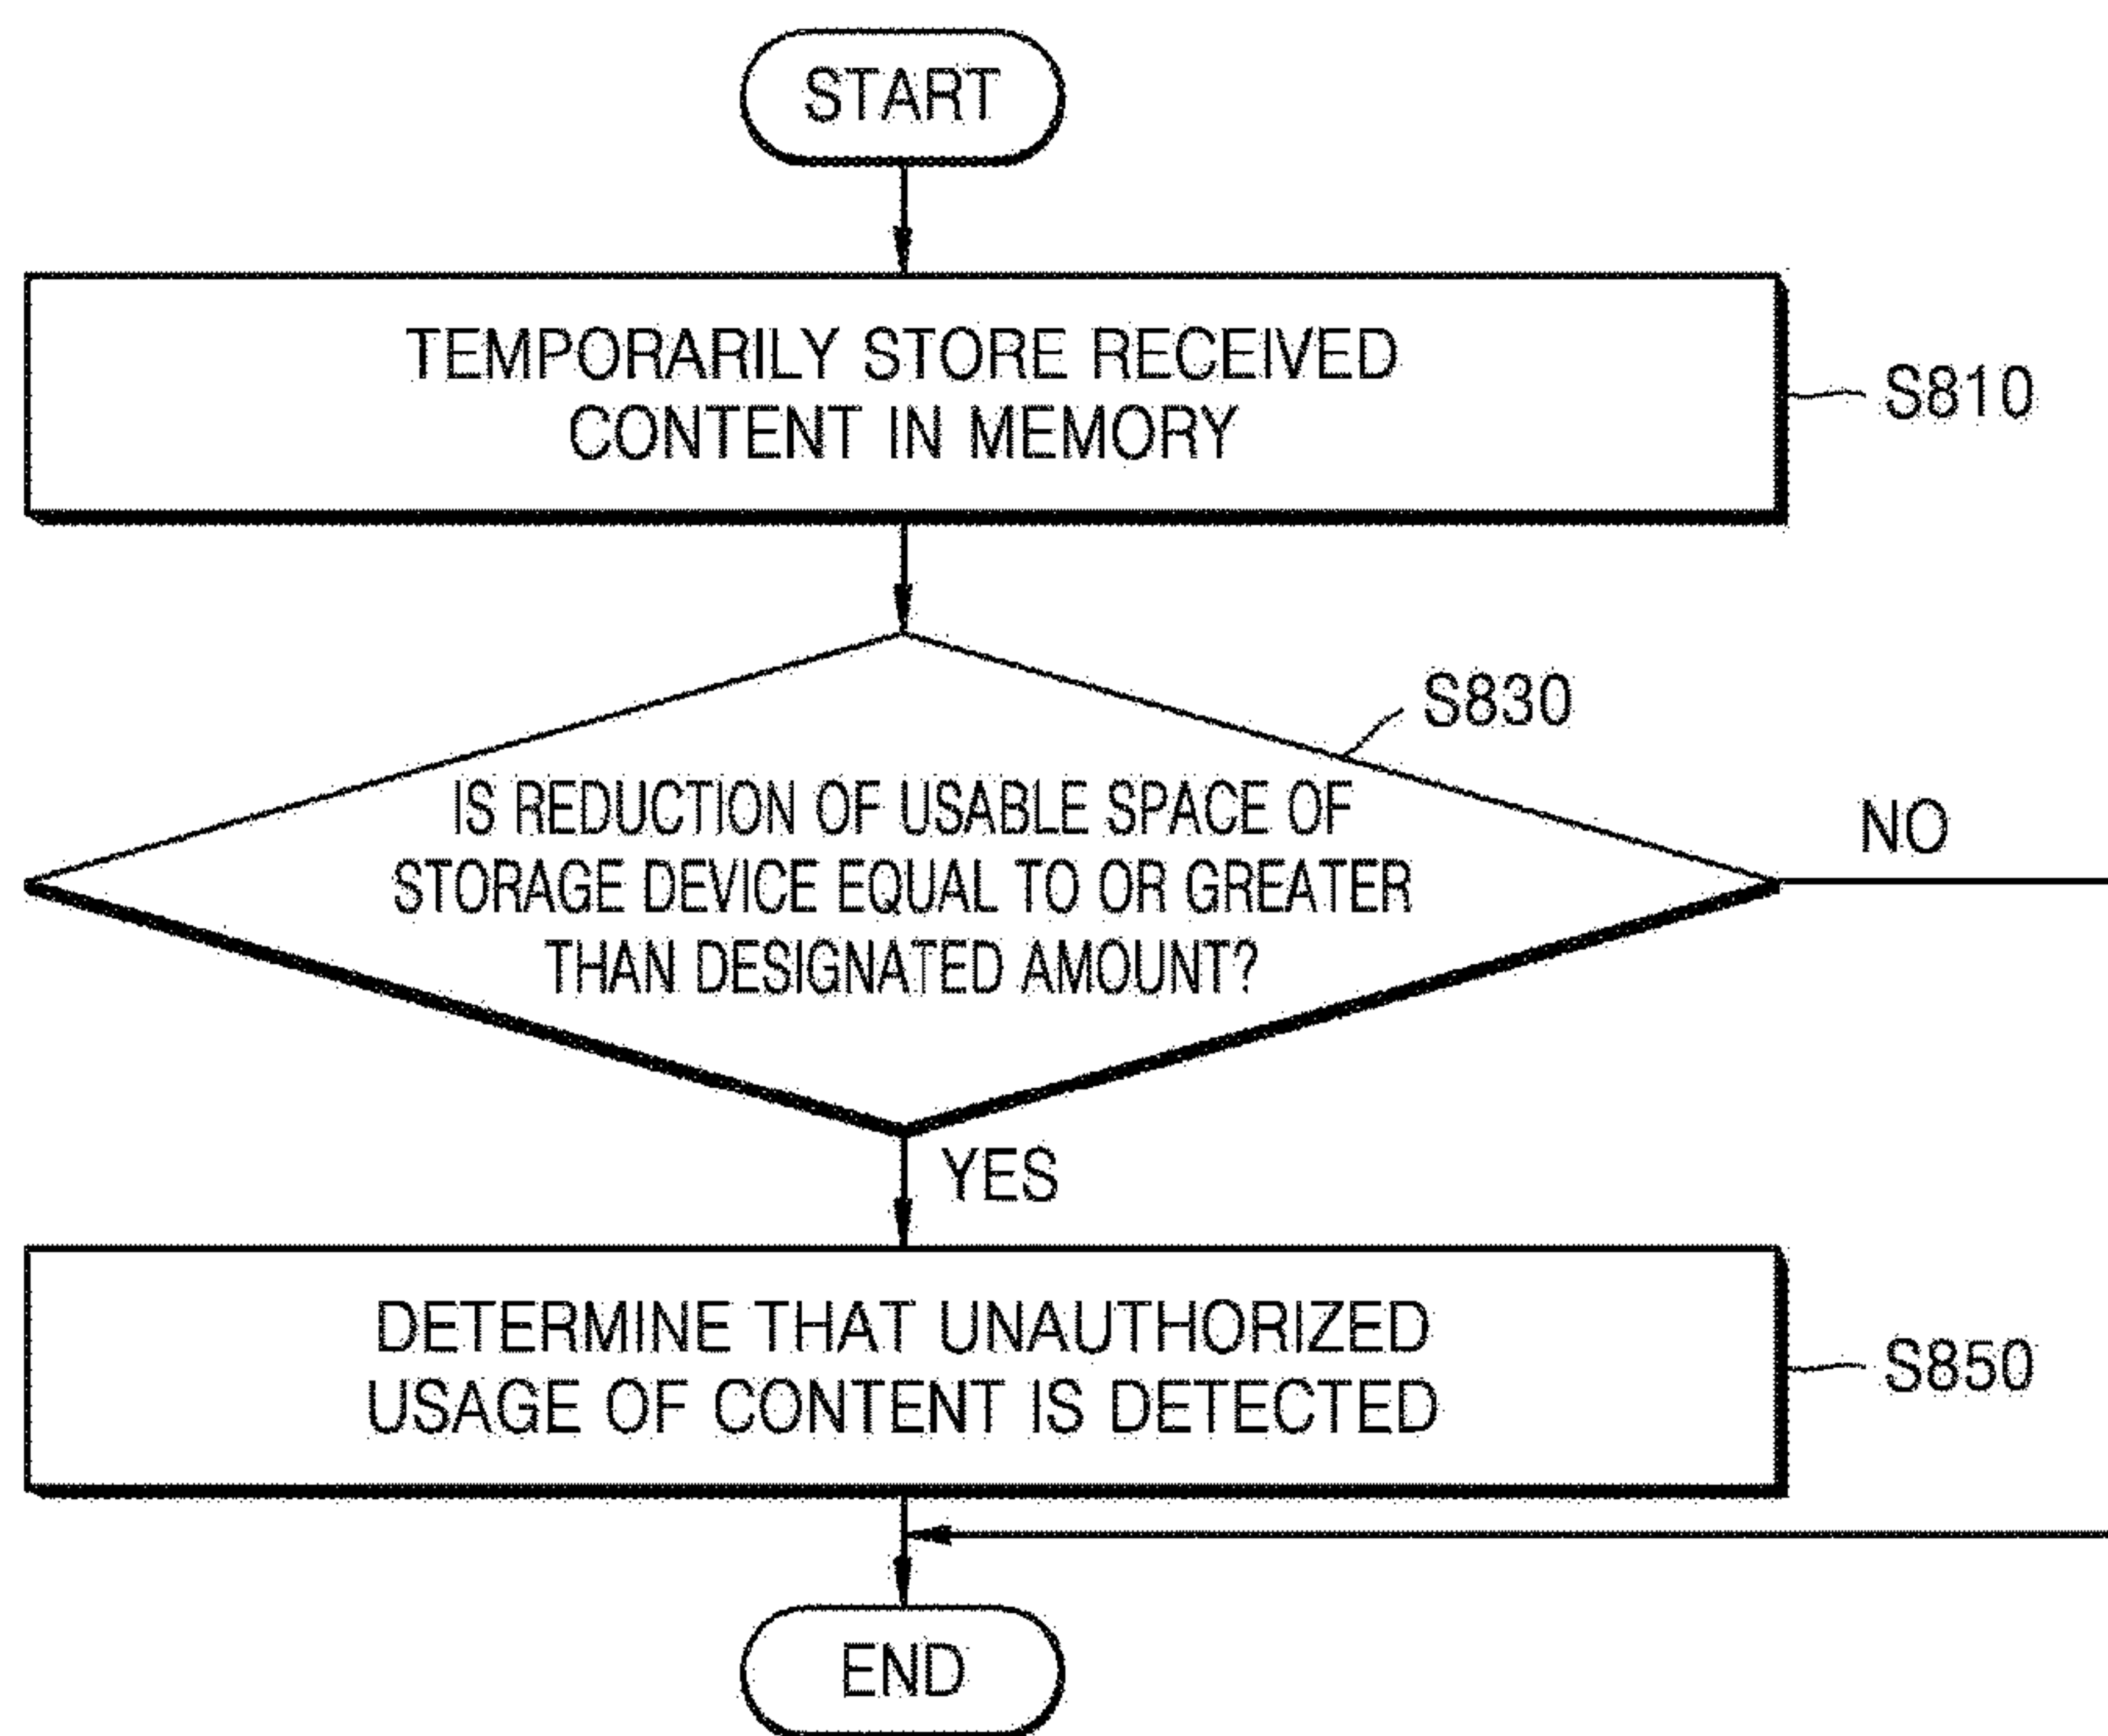 START
TEMPORARILY STORE RECEIVED
CONTENT IN MEMORY
S810
S830
IS REDUCTION OF USABLE SPACE OF
STORAGE DEVICE EQUAL TO OR GREATER
THAN DESIGNATED AMOUNT?
NO
YES
DETERMINE THAT UNAUTHORIZED
USAGE OF CONTENT IS DETECTED
S850
END